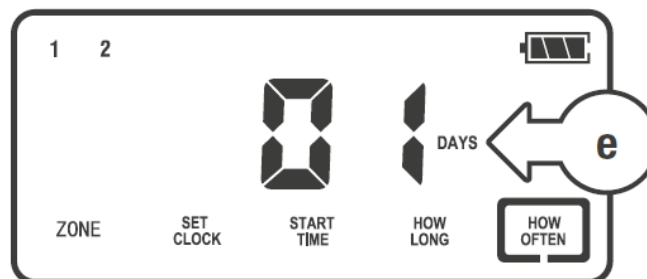 1 2
01 DAYS
e
ZONE SET CLOCK START TIME HOW LONG HOW OFTEN